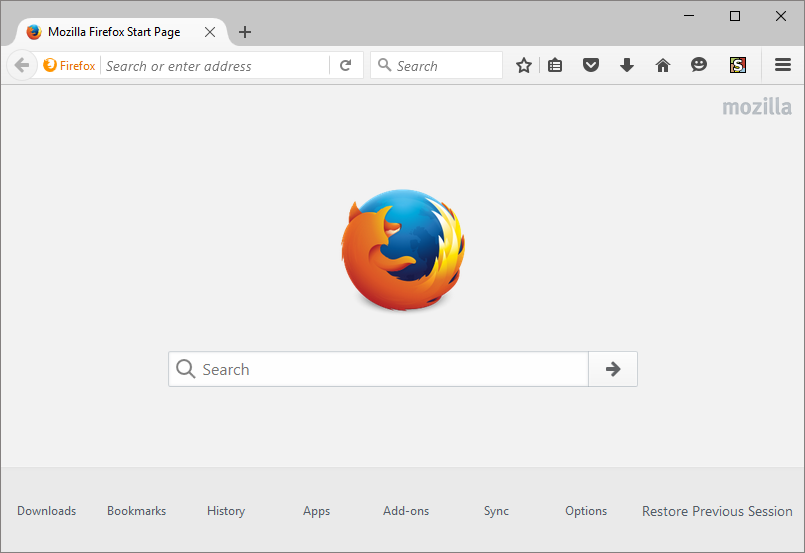 Mozilla Firefox Start Page
Firefox Search or enter address Search S
mozilla
Search
Downloads Bookmarks History Apps Add-ons Sync Options Restore Previous Session